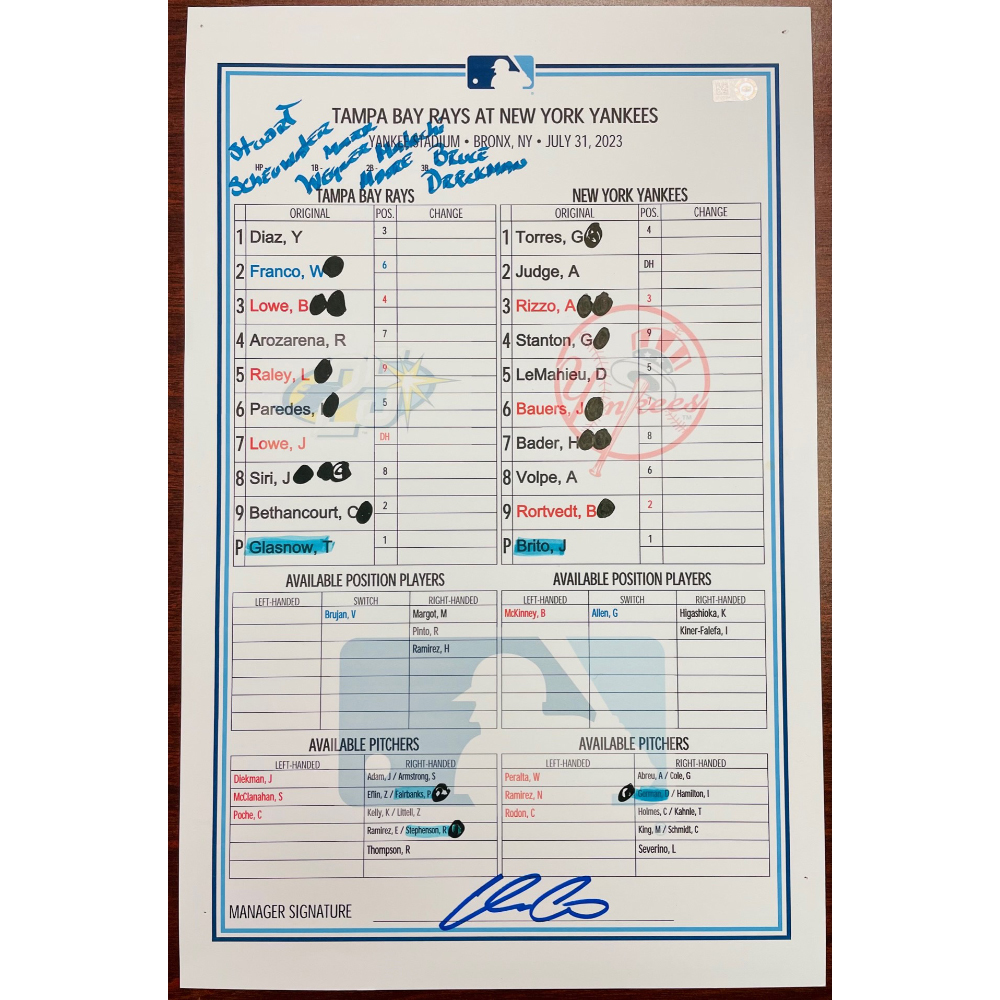 TAMPA BAY RAYS AT NEW YORK YANKEES
YANKEE STADIUM • BRONX, NY • JULY 31, 2023
STUART
SCHEURWATER
MARK
WEGNER
MALACHI
MOORE
BRUCE
DRECKMAN
HP - 1B - 2B - 3B
TAMPA BAY RAYS
ORIGINAL POS. CHANGE
1 Diaz, Y 3
2 Franco, W 6
3 Lowe, B 4
4 Arozarena, R 7
5 Raley, L 9
6 Paredes, 5
7 Lowe, J DH
8 Siri, J 8
9 Bethancourt, C 2
P Glasnow, T 1
NEW YORK YANKEES
ORIGINAL POS. CHANGE
1 Torres, G 4
2 Judge, A DH
3 Rizzo, A 3
4 Stanton, G 9
5 LeMahieu, D 5
6 Bauers, J
7 Bader, H 8
8 Volpe, A 6
9 Rortvedt, B 2
P Brito, J 1
Yankees
AVAILABLE POSITION PLAYERS
LEFT-HANDED SWITCH RIGHT-HANDED
Brujan, V Margot, M
Pinto, R
Ramirez, H
AVAILABLE POSITION PLAYERS
LEFT-HANDED SWITCH RIGHT-HANDED
McKinney, B Allen, G Higashioka, K
Kiner-Falefa, I
AVAILABLE PITCHERS
LEFT-HANDED RIGHT-HANDED
Diekman, J Adam, J / Armstrong, S
McClanahan, S Eflin, Z / Fairbanks, P
Poche, C Kelly, K / Littell, Z
Ramirez, E / Stephenson, R
Thompson, R
AVAILABLE PITCHERS
LEFT-HANDED RIGHT-HANDED
Peralta, W Abreu, A / Cole, G
Ramirez, N German, D / Hamilton, I
Rodon, C Holmes, C / Kahnle, T
King, M / Schmidt, C
Severino, L
MANAGER SIGNATURE